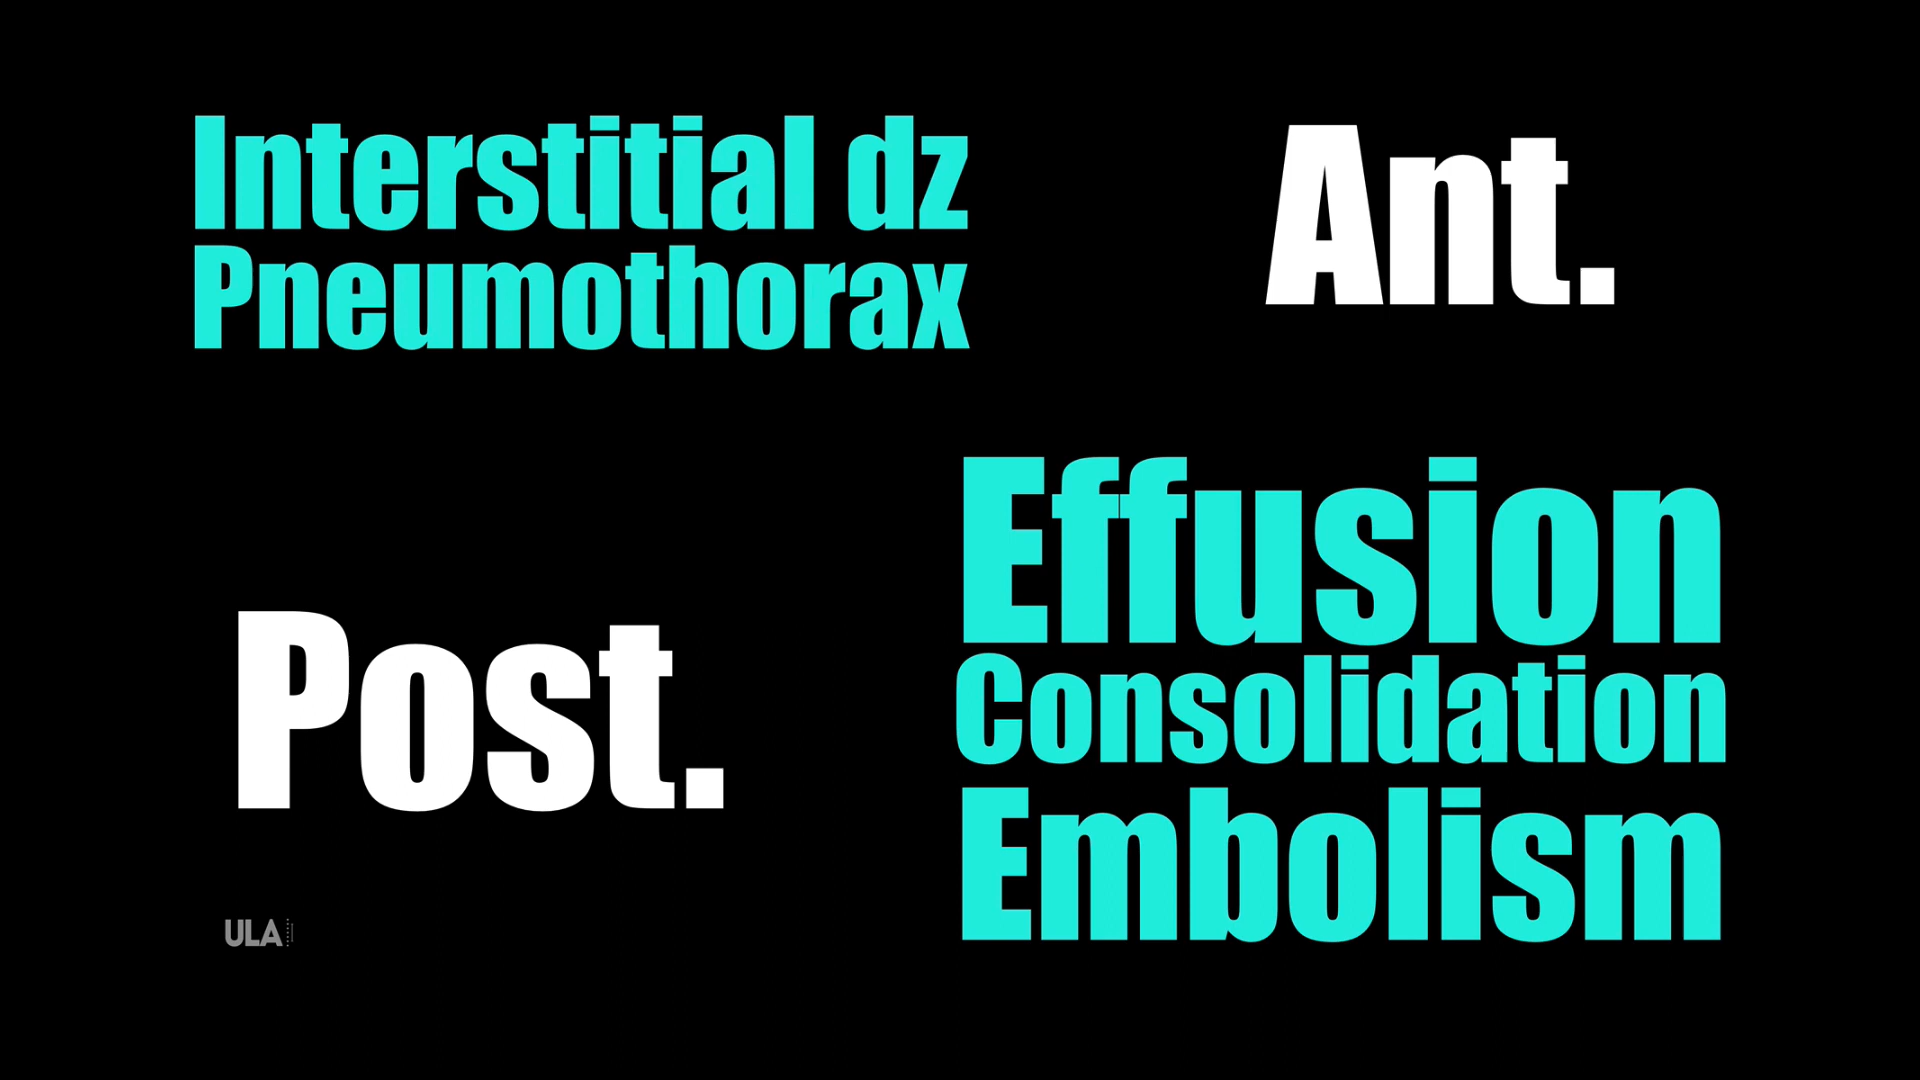 Interstitial dz
Pneumothorax
Ant.
Post.
Effusion
Consolidation
Embolism
ULA